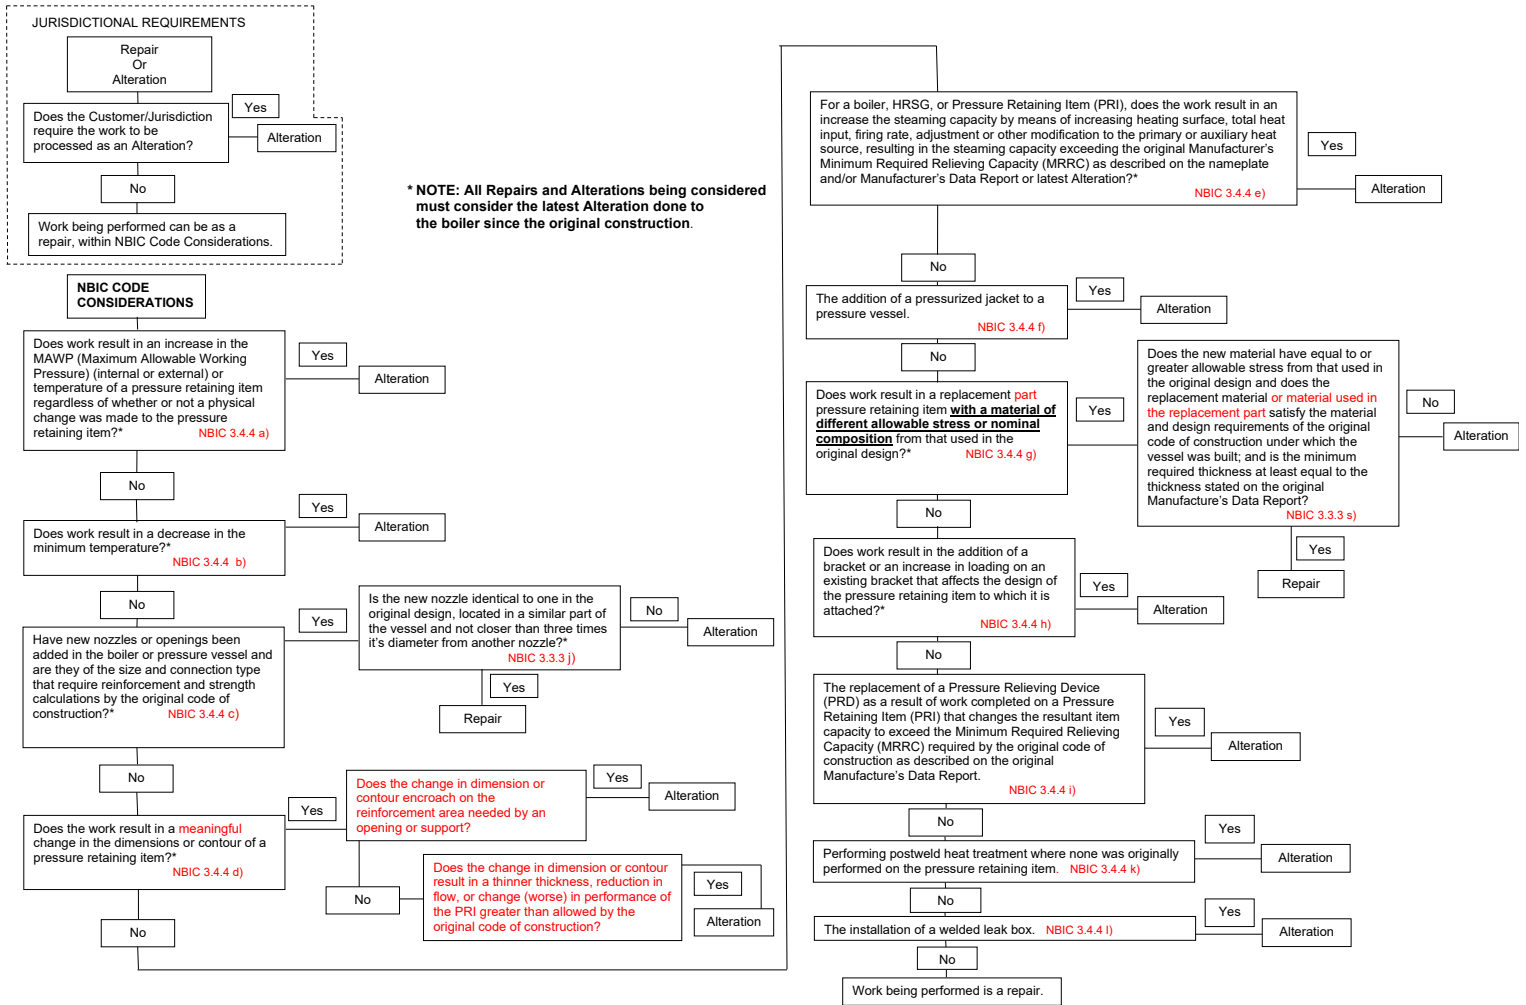 JURISDICTIONAL REQUIREMENTS
Repair
Or
Alteration
Does the Customer/Jurisdiction
require the work to be
processed as an Alteration?
Yes
Alteration
No
Work being performed can be as a
repair, within NBIC Code Considerations.
* NOTE: All Repairs and Alterations being considered
must consider the latest Alteration done to
the boiler since the original construction.
NBIC CODE
CONSIDERATIONS
Does work result in an increase in the
MAWP (Maximum Allowable Working
Pressure) (internal or external) or
temperature of a pressure retaining item
regardless of whether or not a physical
change was made to the pressure
retaining item?* NBIC 3.4.4 a)
Yes
Alteration
No
Does work result in a decrease in the
minimum temperature?*
NBIC 3.4.4 b)
Yes
Alteration
No
Have new nozzles or openings been
added in the boiler or pressure vessel and
are they of the size and connection type
that require reinforcement and strength
calculations by the original code of
construction?* NBIC 3.4.4 c)
Yes
Is the new nozzle identical to one in the
original design, located in a similar part of
the vessel and not closer than three times
it's diameter from another nozzle?*
NBIC 3.3.3 j)
No
Alteration
Yes
Repair
No
Does the work result in a meaningful
change in the dimensions or contour of a
pressure retaining item?*
NBIC 3.4.4 d)
Yes
Does the change in dimension or
contour encroach on the
reinforcement area needed by an
opening or support?
Yes
Alteration
No
Does the change in dimension or contour
result in a thinner thickness, reduction in
flow, or change (worse) in performance of
the PRI greater than allowed by the
original code of construction?
Yes
Alteration
No
For a boiler, HRSG, or Pressure Retaining Item (PRI), does the work result in an
increase the steaming capacity by means of increasing heating surface, total heat
input, firing rate, adjustment or other modification to the primary or auxiliary heat
source, resulting in the steaming capacity exceeding the original Manufacturer's
Minimum Required Relieving Capacity (MRRC) as described on the nameplate
and/or Manufacturer's Data Report or latest Alteration?*
NBIC 3.4.4 e)
Yes
Alteration
No
The addition of a pressurized jacket to a
pressure vessel.
NBIC 3.4.4 f)
Yes
Alteration
No
Does work result in a replacement part
pressure retaining item with a material of
different allowable stress or nominal
composition from that used in the
original design?* NBIC 3.4.4 g)
Yes
Does the new material have equal to or
greater allowable stress from that used in
the original design and does the
replacement material or material used in
the replacement part satisfy the material
and design requirements of the original
code of construction under which the
vessel was built; and is the minimum
required thickness at least equal to the
thickness stated on the original
Manufacture's Data Report?
NBIC 3.3.3 s)
No
Alteration
Yes
Repair
No
Does work result in the addition of a
bracket or an increase in loading on an
existing bracket that affects the design of
the pressure retaining item to which it is
attached?*
NBIC 3.4.4 h)
Yes
Alteration
No
The replacement of a Pressure Relieving Device
(PRD) as a result of work completed on a Pressure
Retaining Item (PRI) that changes the resultant item
capacity to exceed the Minimum Required Relieving
Capacity (MRRC) required by the original code of
construction as described on the original
Manufacture's Data Report.
NBIC 3.4.4 i)
Yes
Alteration
No
Performing postweld heat treatment where none was originally
performed on the pressure retaining item. NBIC 3.4.4 k)
Yes
Alteration
No
The installation of a welded leak box. NBIC 3.4.4 l)
Yes
Alteration
No
Work being performed is a repair.